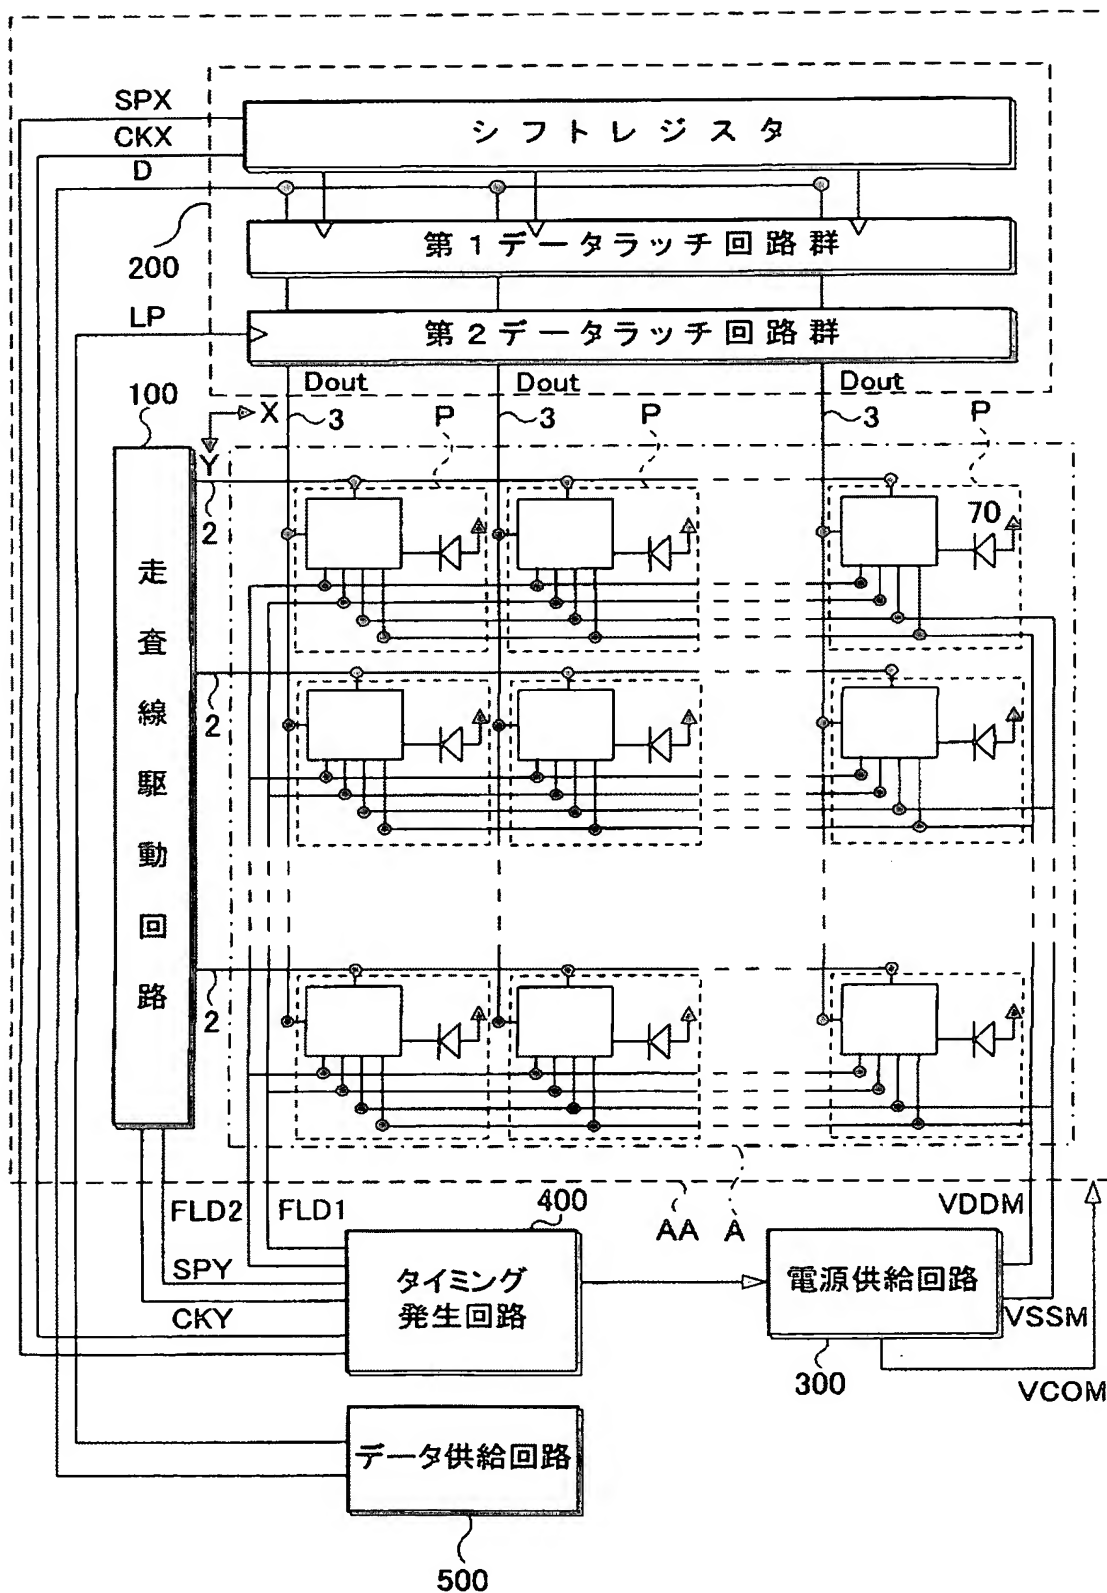 SPX
シフトレジスタ
CKX
D
第1データラッチ回路群
200
LP
第2データラッチ回路群
Dout
Dout
Dout
100
X
3
P
3
P
3
P
Y
2
70
走査線駆動回路
2
2
FLD2
FLD1
400
AA
A
VDDM
SPY
タイミング
発生回路
電源供給回路
CKY
VSSM
300
VCOM
データ供給回路
500